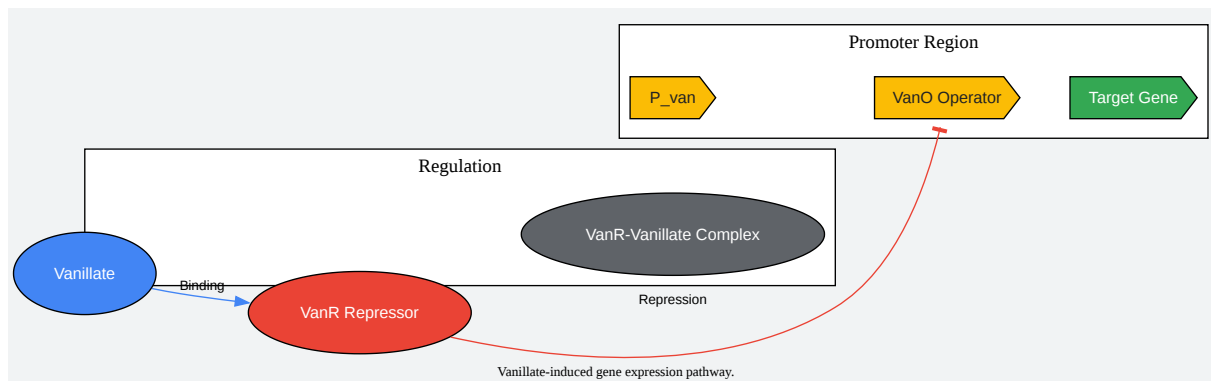 Promoter Region
P_van
VanO Operator
Target Gene
Regulation
VanR-Vanillate Complex
Vanillate
Binding
VanR Repressor
Repression
Vanillate-induced gene expression pathway.